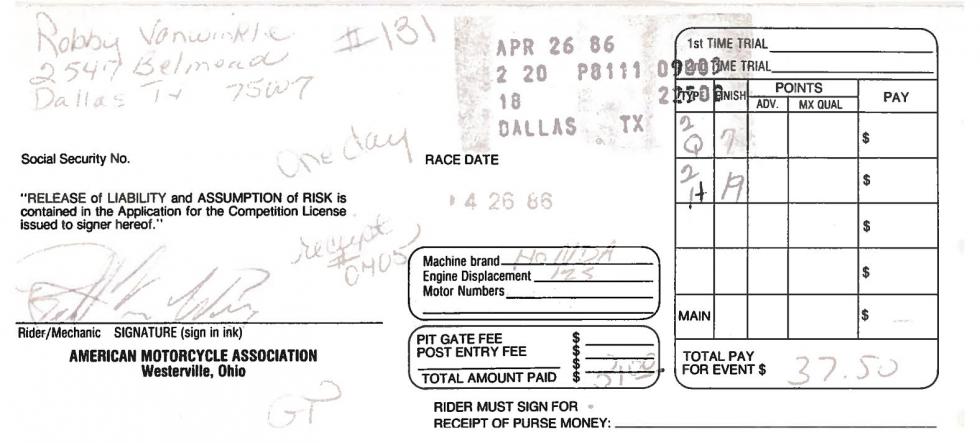 Robby Vanwinkle #131
2547 Belmead
Dallas Tx
APR 26 86
2 20 P8111
18
DALLAS TX
1st TIME TRIAL
TIME TRIAL
TYPE FINISH POINTS PAY
ADV. MX QUAL
2 Q 7 $
2 H 19 $
$
$
MAIN $
TOTAL PAY
FOR EVENT $ 37.50
One day
Social Security No.
RACE DATE
4 26 86
"RELEASE of LIABILITY and ASSUMPTION of RISK is
contained in the Application for the Competition License
issued to signer hereof."
receipt
# 0405
Machine brand HONDA
Engine Displacement 125
Motor Numbers
Rider/Mechanic SIGNATURE (sign in ink)
AMERICAN MOTORCYCLE ASSOCIATION
Westerville, Ohio
PIT GATE FEE $
POST ENTRY FEE $
$
TOTAL AMOUNT PAID $
GP
RIDER MUST SIGN FOR
RECEIPT OF PURSE MONEY: